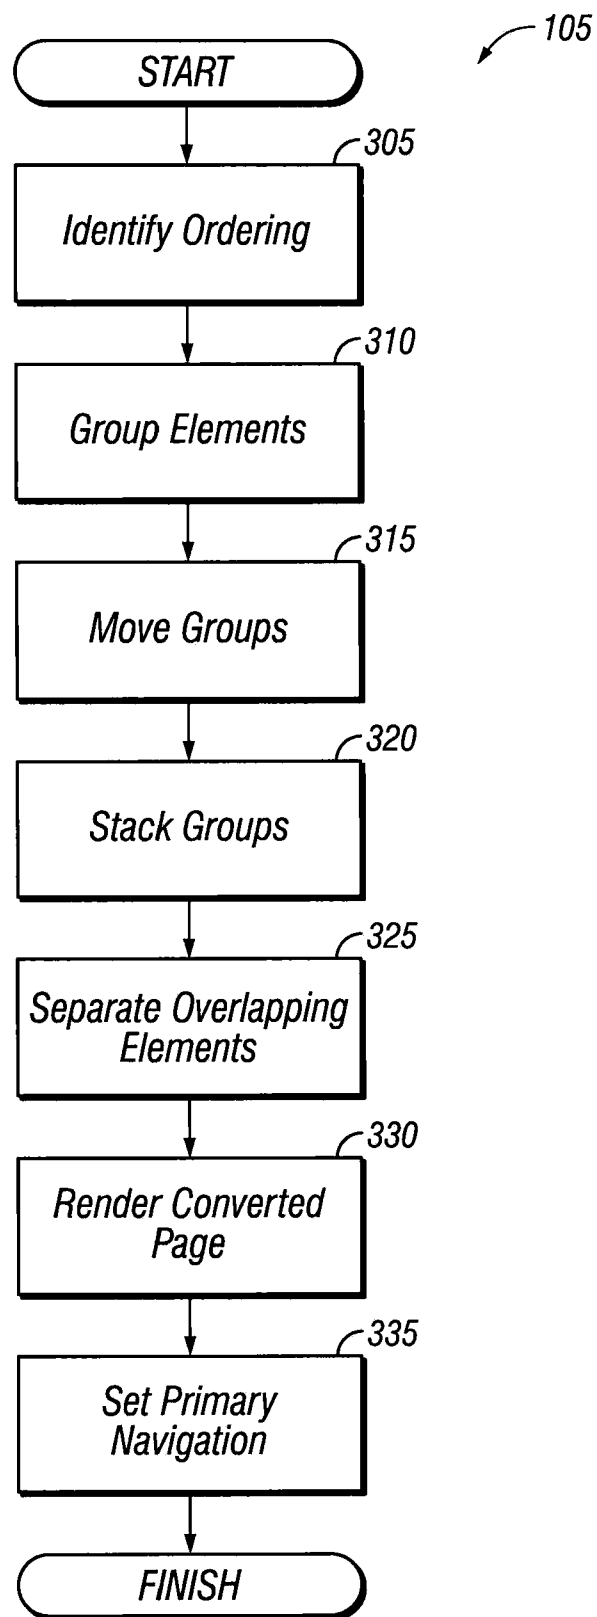 105
START
305
Identify Ordering
310
Group Elements
315
Move Groups
320
Stack Groups
325
Separate Overlapping
Elements
330
Render Converted
Page
335
Set Primary
Navigation
FINISH